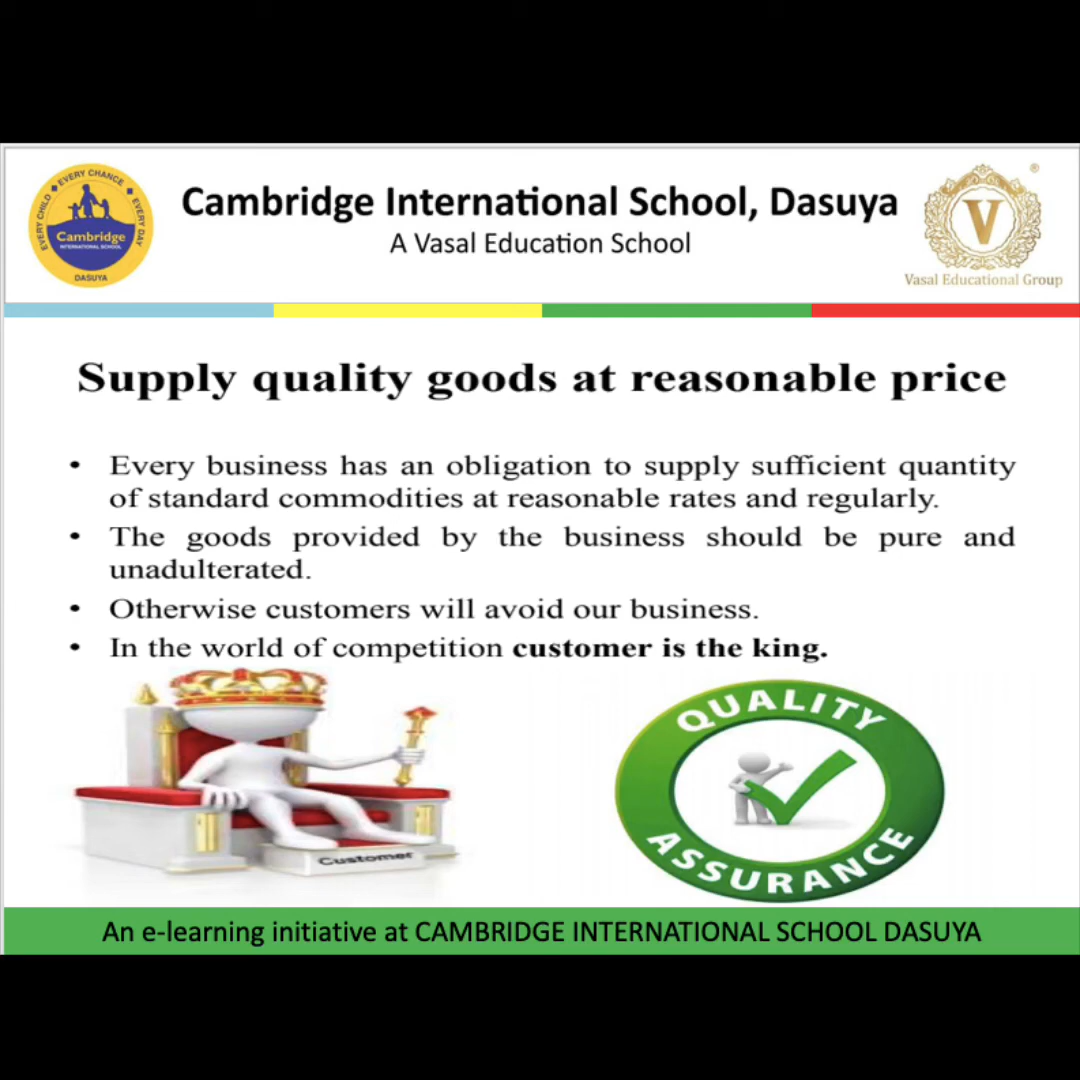 EVERY CHILD • EVERY CHANCE • EVERY DAY
Cambridge
INTERNATIONAL SCHOOL
DASUYA
Cambridge International School, Dasuya
A Vasal Education School
®
V
Vasal Educational Group
Supply quality goods at reasonable price
• Every business has an obligation to supply sufficient quantity
of standard commodities at reasonable rates and regularly.
• The goods provided by the business should be pure and
unadulterated.
• Otherwise customers will avoid our business.
• In the world of competition customer is the king.
Customer
QUALITY
ASSURANCE
An e-learning initiative at CAMBRIDGE INTERNATIONAL SCHOOL DASUYA